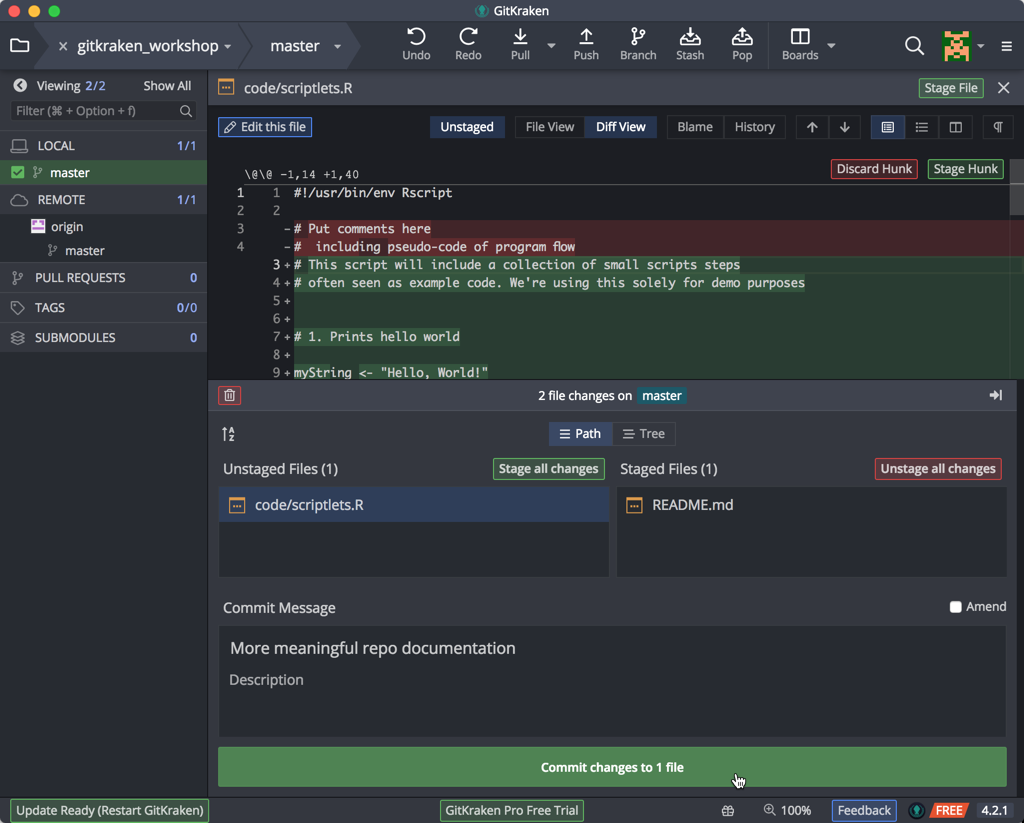 GitKraken
gitkraken_workshop master Undo Redo Pull Push Branch Stash Pop Boards
Viewing 2/2 Show All
code/scriptlets.R Stage File
Filter (⌘ + Option + f)
Edit this file Unstaged File View Diff View Blame History
LOCAL 1/1
master
REMOTE 1/1
origin
master
PULL REQUESTS 0
TAGS 0/0
SUBMODULES 0
\@\@ -1,14 +1,40 Discard Hunk Stage Hunk
1 1 #!/usr/bin/env Rscript
2 2
3 -# Put comments here
4 -#  including pseudo-code of program flow
3 +# This script will include a collection of small scripts steps
4 +# often seen as example code. We're using this solely for demo purposes
5 +
6 +
7 +# 1. Prints hello world
8 +
9 +myString <- "Hello, World!"
2 file changes on master
Path Tree
Unstaged Files (1) Stage all changes Staged Files (1) Unstage all changes
code/scriptlets.R README.md
Commit Message Amend
More meaningful repo documentation
Description
Commit changes to 1 file
Update Ready (Restart GitKraken) GitKraken Pro Free Trial 100% Feedback FREE 4.2.1